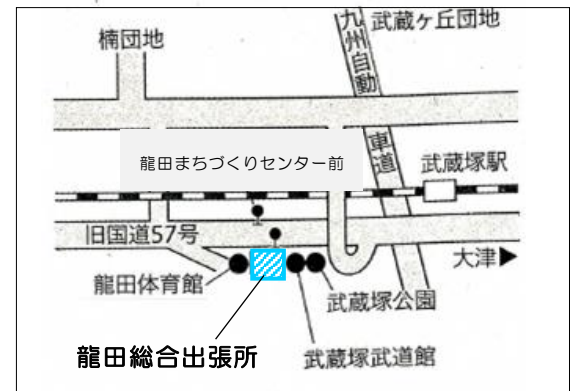 武蔵ヶ丘団地
楠団地
九州自動
車道
龍田まちづくりセンター前
武蔵塚駅
旧国道57号
大津▶
龍田体育館
武蔵塚公園
龍田総合出張所
武蔵塚武道館